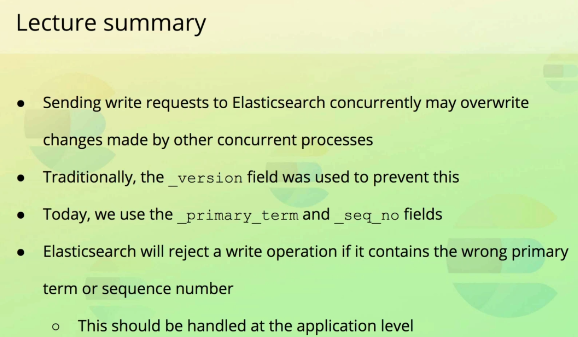 Lecture summary
● Sending write requests to Elasticsearch concurrently may overwrite
changes made by other concurrent processes
● Traditionally, the _version field was used to prevent this
● Today, we use the _primary_term and _seq_no fields
● Elasticsearch will reject a write operation if it contains the wrong primary
term or sequence number
○ This should be handled at the application level